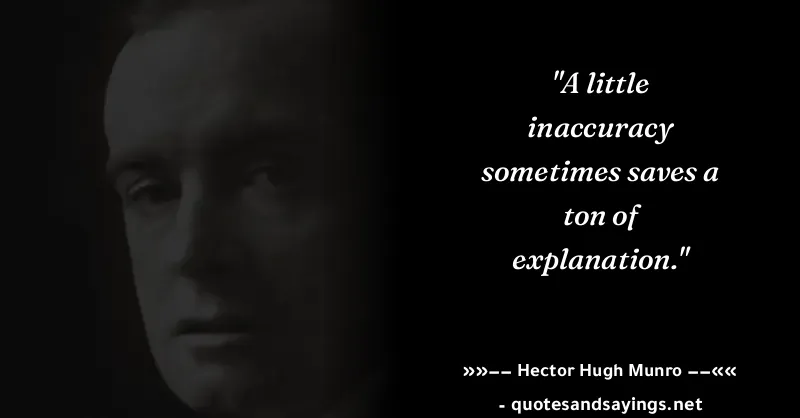 "A little
inaccuracy
sometimes saves a
ton of
explanation."
»»–– Hector Hugh Munro ––««
- quotesandsayings.net